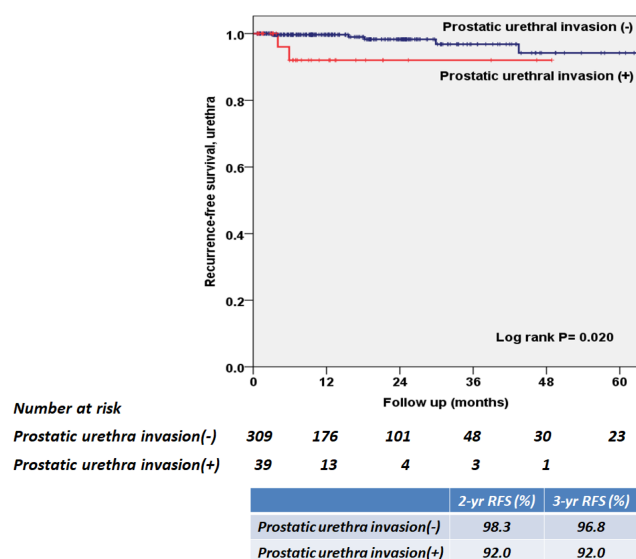 Prostatic urethral invasion (-)
Prostatic urethral invasion (+)
Recurrence-free survival, urethra
1.0
0.8
0.6
0.4
0.2
0.0
Log rank P= 0.020
0 12 24 36 48 60
Follow up (months)
Number at risk
Prostatic urethra invasion(-) 309 176 101 48 30 23
Prostatic urethra invasion(+) 39 13 4 3 1
2-yr RFS (%) 3-yr RFS (%)
Prostatic urethra invasion(-) 98.3 96.8
Prostatic urethra invasion(+) 92.0 92.0